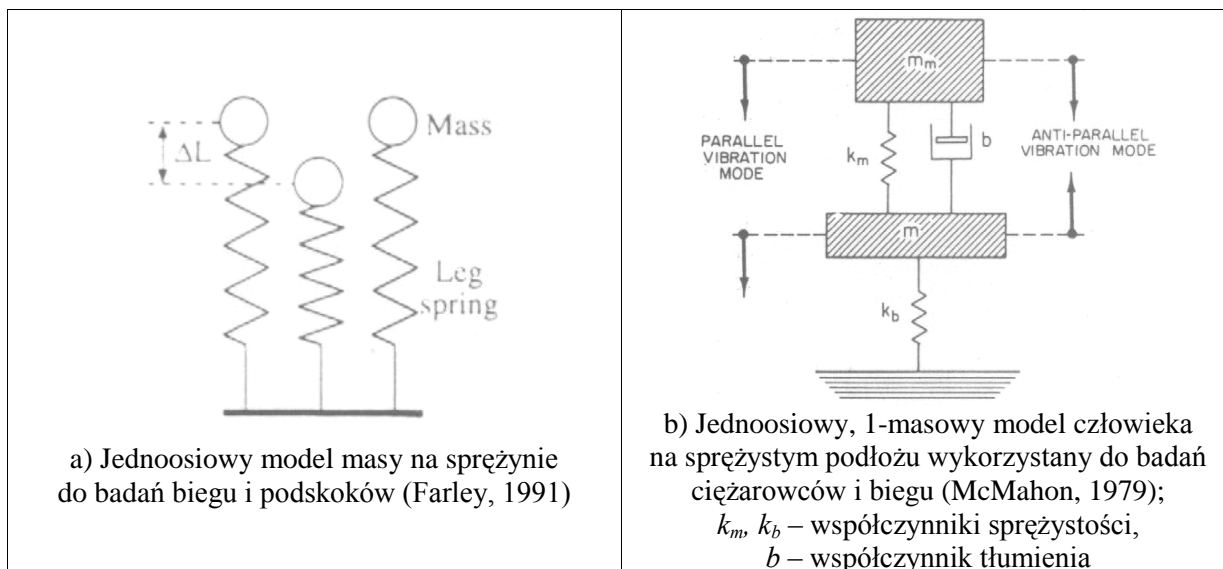 ΔL
Mass
Leg
spring
a) Jednoosiowy model masy na sprężynie
do badań biegu i podskoków (Farley, 1991)
m_m
PARALLEL
VIBRATION
MODE
k_m
b
ANTI-PARALLEL
VIBRATION MODE
m
k_b
b) Jednoosiowy, 1-masowy model człowieka
na sprężystym podłożu wykorzystany do badań
ciężarowców i biegu (McMahon, 1979);
k_m, k_b – współczynniki sprężystości,
b – współczynnik tłumienia